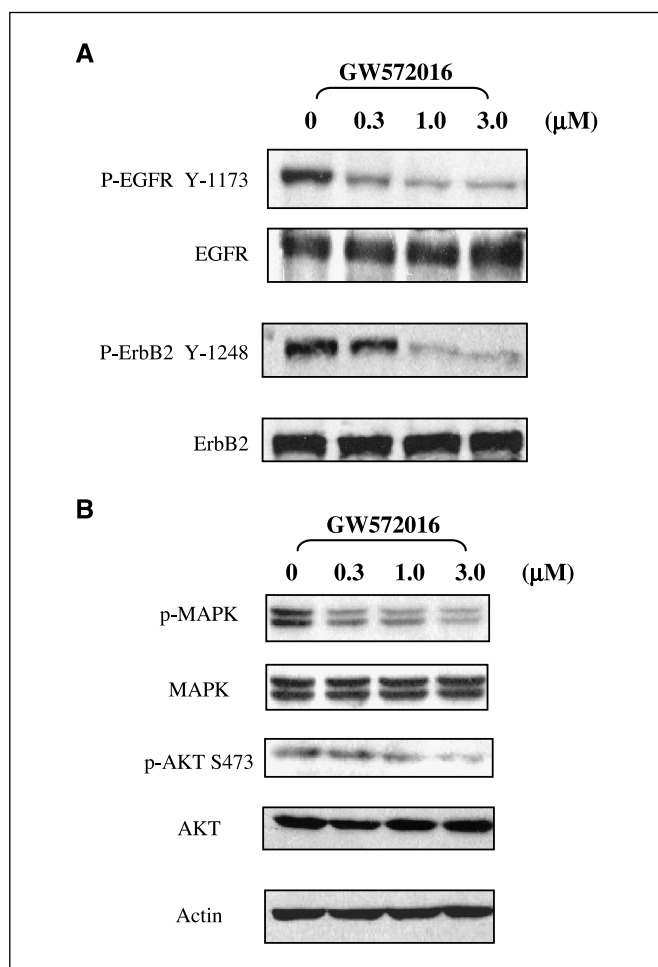 A
GW572016
0 0.3 1.0 3.0 (µM)
P-EGFR Y-1173
EGFR
P-ErbB2 Y-1248
ErbB2
B
GW572016
0 0.3 1.0 3.0 (µM)
p-MAPK
MAPK
p-AKT S473
AKT
Actin